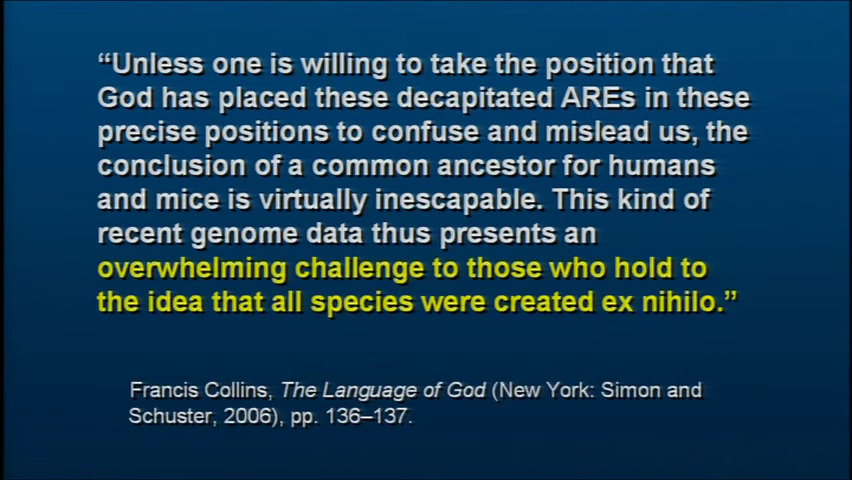 “Unless one is willing to take the position that
God has placed these decapitated AREs in these
precise positions to confuse and mislead us, the
conclusion of a common ancestor for humans
and mice is virtually inescapable. This kind of
recent genome data thus presents an
overwhelming challenge to those who hold to
the idea that all species were created ex nihilo.”
Francis Collins, The Language of God (New York: Simon and
Schuster, 2006), pp. 136–137.